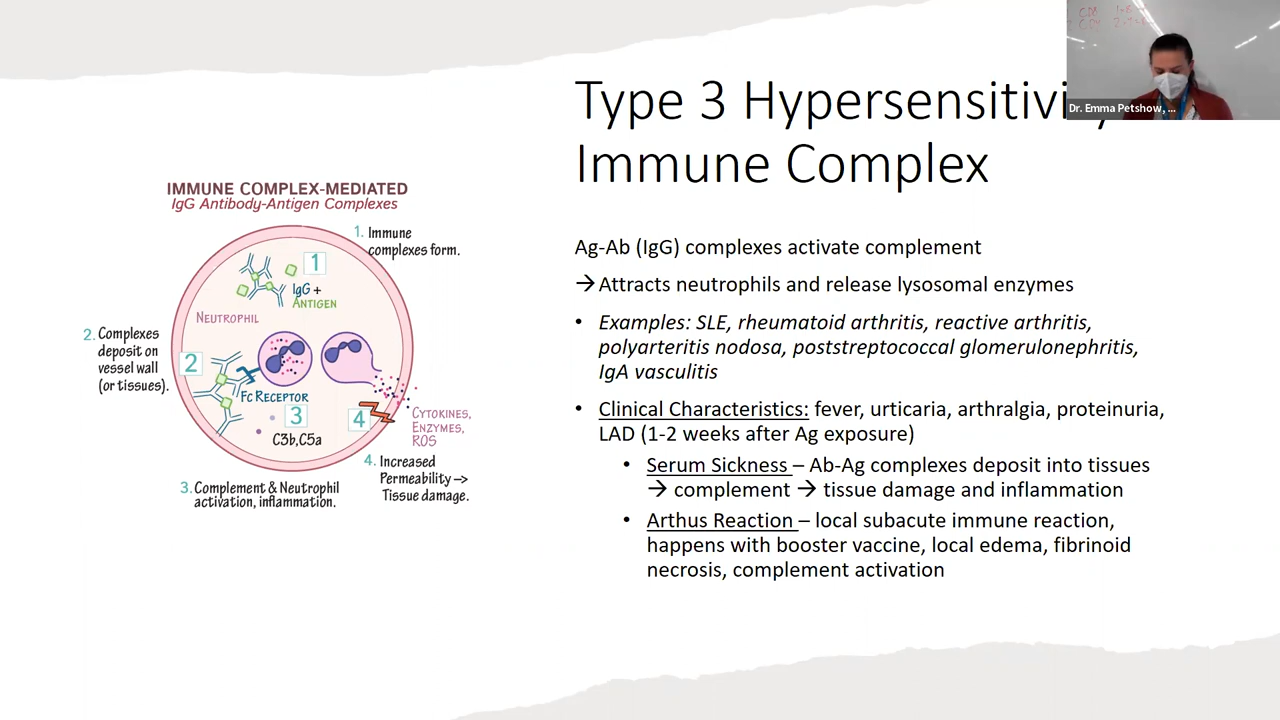 Type 3 Hypersensitivi
Immune Complex
Dr. Emma Petshow, ...
IMMUNE COMPLEX-MEDIATED
IgG Antibody-Antigen Complexes
1. Immune
complexes form.
1
IgG +
ANTIGEN
NEUTROPHIL
2. Complexes
deposit on
vessel wall
(or tissues).
2
FC RECEPTOR
3
C3b,C5a
4
CYTOKINES,
ENZYMES,
ROS
4. Increased
Permeability ->
Tissue damage.
3. Complement & Neutrophil
activation, inflammation.
Ag-Ab (IgG) complexes activate complement
→ Attracts neutrophils and release lysosomal enzymes
• Examples: SLE, rheumatoid arthritis, reactive arthritis,
polyarteritis nodosa, poststreptococcal glomerulonephritis,
IgA vasculitis
• Clinical Characteristics: fever, urticaria, arthralgia, proteinuria,
LAD (1-2 weeks after Ag exposure)
• Serum Sickness – Ab-Ag complexes deposit into tissues
→ complement → tissue damage and inflammation
• Arthus Reaction – local subacute immune reaction,
happens with booster vaccine, local edema, fibrinoid
necrosis, complement activation